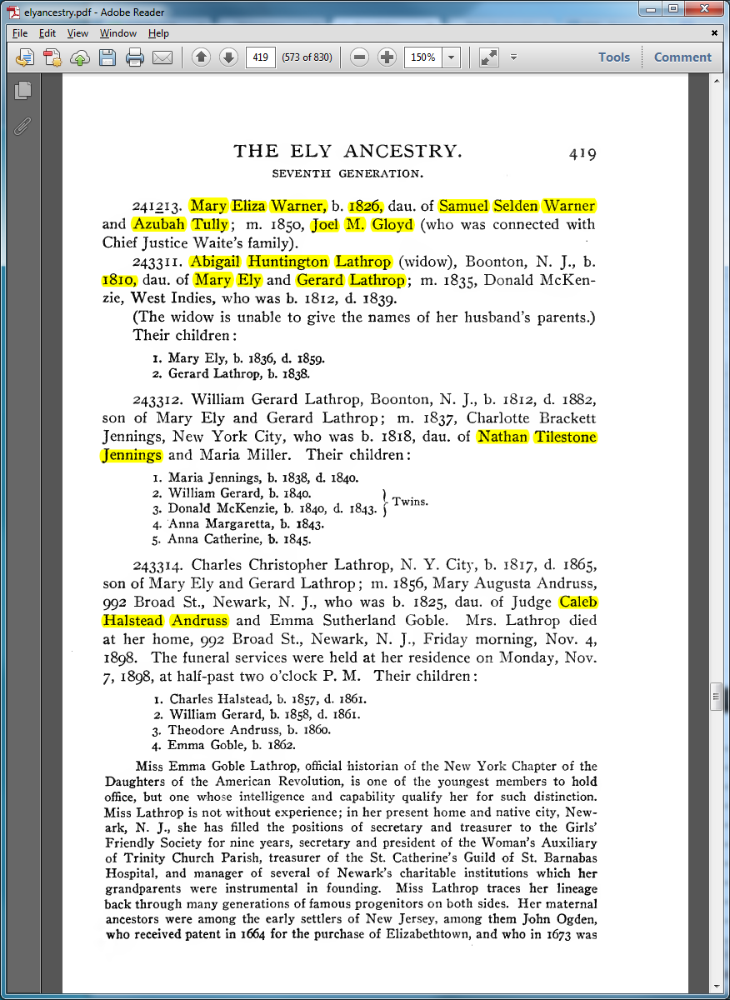 elyancestry.pdf - Adobe Reader
File Edit View Window Help
419 (573 of 830) 150% Tools Comment
THE ELY ANCESTRY. 419
SEVENTH GENERATION.
241213. Mary Eliza Warner, b. 1826, dau. of Samuel Selden Warner
and Azubah Tully; m. 1850, Joel M. Gloyd (who was connected with
Chief Justice Waite's family).
243311. Abigail Huntington Lathrop (widow), Boonton, N. J., b.
1810, dau. of Mary Ely and Gerard Lathrop; m. 1835, Donald McKen-
zie, West Indies, who was b. 1812, d. 1839.
(The widow is unable to give the names of her husband's parents.)
Their children:
1. Mary Ely, b. 1836, d. 1859.
2. Gerard Lathrop, b. 1838.
243312. William Gerard Lathrop, Boonton, N. J., b. 1812, d. 1882,
son of Mary Ely and Gerard Lathrop; m. 1837, Charlotte Brackett
Jennings, New York City, who was b. 1818, dau. of Nathan Tilestone
Jennings and Maria Miller. Their children:
1. Maria Jennings, b. 1838, d. 1840.
2. William Gerard, b. 1840.
3. Donald McKenzie, b. 1840, d. 1843. } Twins.
4. Anna Margaretta, b. 1843.
5. Anna Catherine, b. 1845.
243314. Charles Christopher Lathrop, N. Y. City, b. 1817, d. 1865,
son of Mary Ely and Gerard Lathrop; m. 1856, Mary Augusta Andruss,
992 Broad St., Newark, N. J., who was b. 1825, dau. of Judge Caleb
Halstead Andruss and Emma Sutherland Goble. Mrs. Lathrop died
at her home, 992 Broad St., Newark, N. J., Friday morning, Nov. 4,
1898. The funeral services were held at her residence on Monday, Nov.
7, 1898, at half-past two o'clock P. M. Their children:
1. Charles Halstead, b. 1857, d. 1861.
2. William Gerard, b. 1858, d. 1861.
3. Theodore Andruss, b. 1860.
4. Emma Goble, b. 1862.
Miss Emma Goble Lathrop, official historian of the New York Chapter of the
Daughters of the American Revolution, is one of the youngest members to hold
office, but one whose intelligence and capability qualify her for such distinction.
Miss Lathrop is not without experience; in her present home and native city, New-
ark, N. J., she has filled the positions of secretary and treasurer to the Girls'
Friendly Society for nine years, secretary and president of the Woman's Auxiliary
of Trinity Church Parish, treasurer of the St. Catherine's Guild of St. Barnabas
Hospital, and manager of several of Newark's charitable institutions which her
grandparents were instrumental in founding. Miss Lathrop traces her lineage
back through many generations of famous progenitors on both sides. Her maternal
ancestors were among the early settlers of New Jersey, among them John Ogden,
who received patent in 1664 for the purchase of Elizabethtown, and who in 1673 was